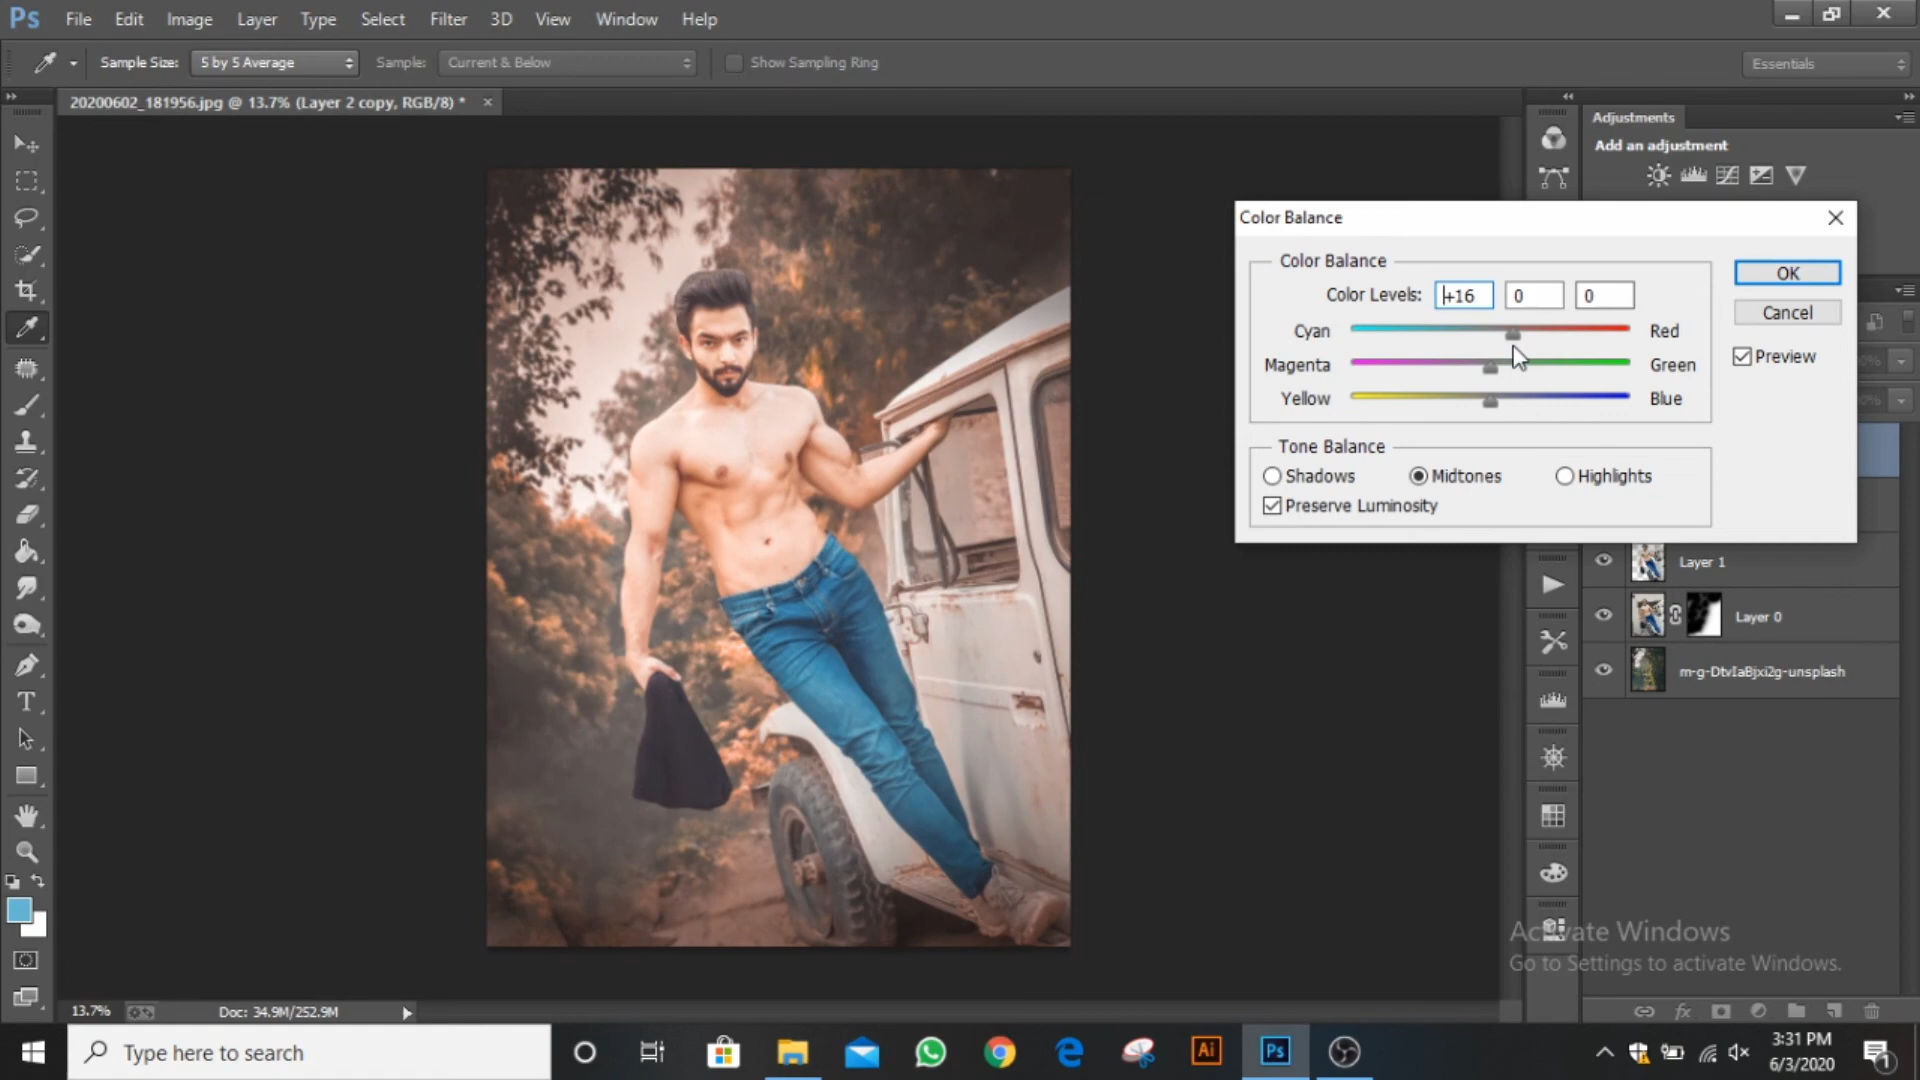 Ps File Edit Image Layer Type Select Filter 3D View Window Help
Sample Size: 5 by 5 Average Sample: Current & Below Show Sampling Ring Essentials
20200602_181956.jpg @ 13.7% (Layer 2 copy, RGB/8) *
Adjustments
Add an adjustment
Color Balance
Color Balance
OK
Color Levels: +16 0 0
Cancel
Cyan Red
Preview
Magenta Green
Yellow Blue
Tone Balance
Shadows Midtones Highlights
Preserve Luminosity
Layer 1
Layer 0
m-g-DtvIaBjxi2g-unsplash
T
Activate Windows
Go to Settings to activate Windows.
13.7% Doc: 34.9M/252.9M
fx
Type here to search
Ai
Ps
3:31 PM
6/3/2020
1